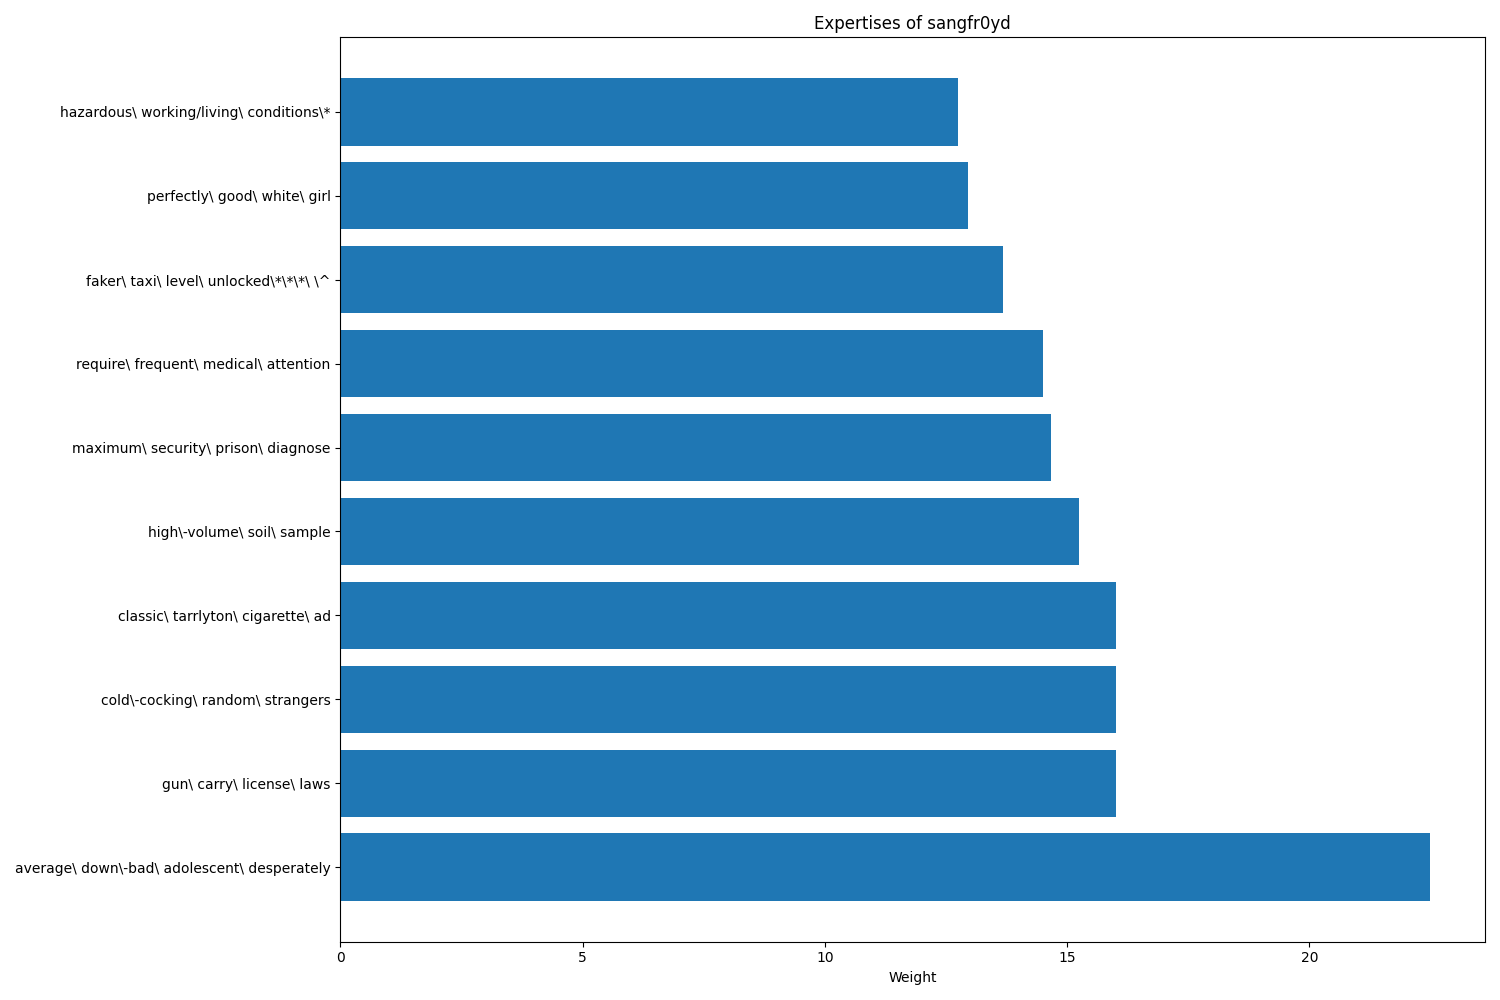 Expertises of sangfr0yd
hazardous\ working/living\ conditions\*
perfectly\ good\ white\ girl
faker\ taxi\ level\ unlocked\*\*\*\ \^
require\ frequent\ medical\ attention
maximum\ security\ prison\ diagnose
high\-volume\ soil\ sample
classic\ tarrlyton\ cigarette\ ad
cold\-cocking\ random\ strangers
gun\ carry\ license\ laws
average\ down\-bad\ adolescent\ desperately
0 5 10 15 20
Weight